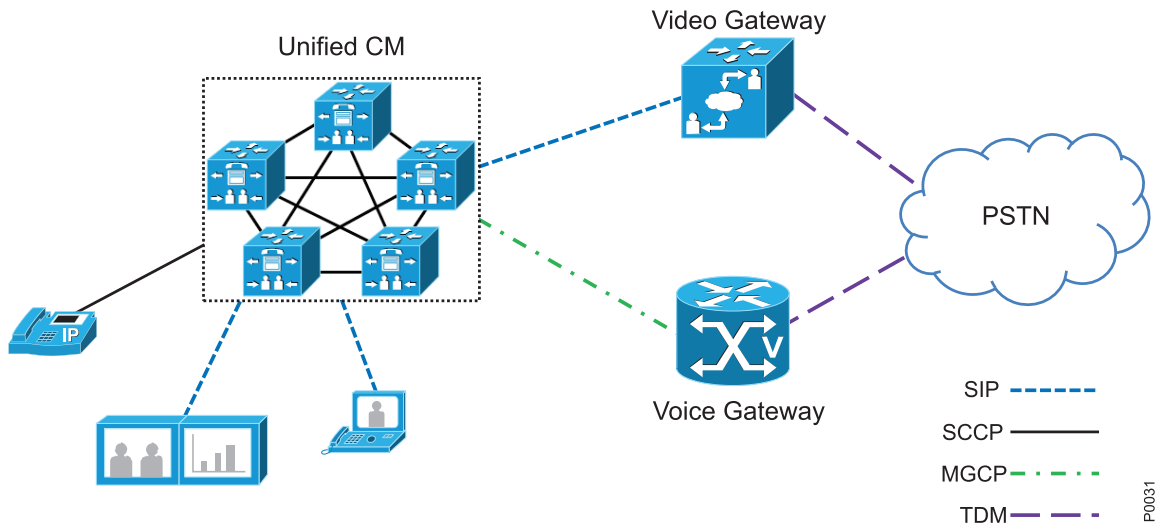 Video Gateway
Unified CM
PSTN
IP
V
Voice Gateway
SIP
SCCP
MGCP
TDM
P0031